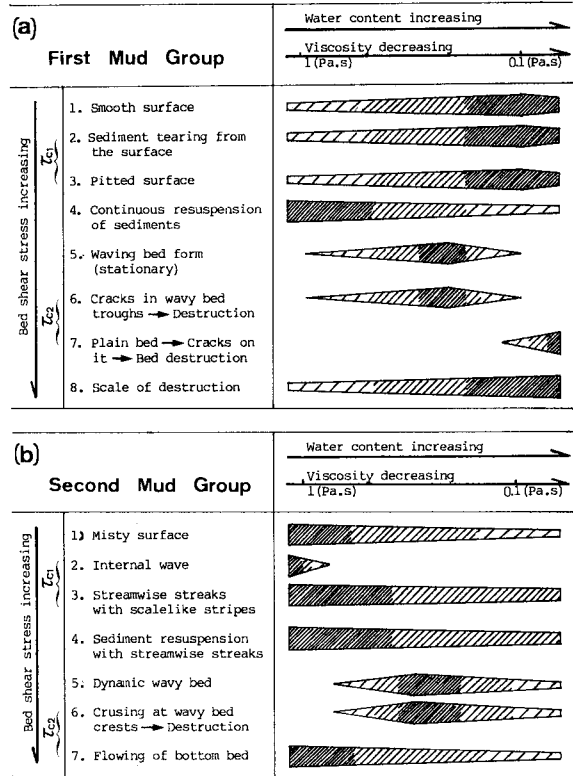 (a)
First Mud Group
Water content increasing
Viscosity decreasing
1(Pa.s) 0.1(Pa.s)
Bed shear stress increasing
τc1
τc2
1. Smooth surface
2. Sediment tearing from
the surface
3. Pitted surface
4. Continuous resuspension
of sediments
5. Waving bed form
(stationary)
6. Cracks in wavy bed
troughs → Destruction
7. Plain bed → Cracks on
it → Bed destruction
8. Scale of destruction
(b)
Second Mud Group
Water content increasing
Viscosity decreasing
1(Pa.s) 0.1(Pa.s)
Bed shear stress increasing
τc1
τc2
1) Misty surface
2. Internal wave
3. Streamwise streaks
with scalelike stripes
4. Sediment resuspension
with streamwise streaks
5. Dynamic wavy bed
6. Crusing at wavy bed
crests → Destruction
7. Flowing of bottom bed